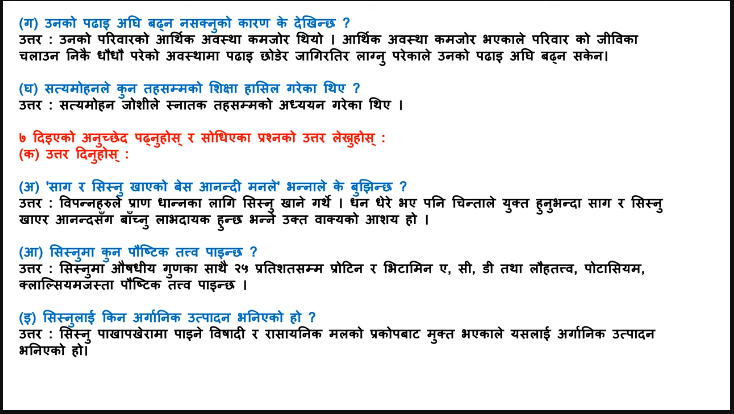 (ग) उनको पढाइ अघि बढ्न नसक्नुको कारण के देखिन्छ ?
उत्तर : उनको परिवारको आर्थिक अवस्था कमजोर थियो । आर्थिक अवस्था कमजोर भएकाले परिवार को जीविका
चलाउन निकै धौधौ परेको अवस्थामा पढाइ छोडेर जागिरतिर लाग्नु परेकाले उनको पढाइ अघि बढ्न सकेन।
(घ) सत्यमोहनले कुन तहसम्मको शिक्षा हासिल गरेका थिए ?
उत्तर : सत्यमोहन जोशीले स्नातक तहसम्मको अध्ययन गरेका थिए ।
७ दिइएको अनुच्छेद पढ्नुहोस् र सोधिएका प्रश्नको उत्तर लेख्नुहोस् :
(क) उत्तर दिनुहोस् :
(अ) 'साग र सिस्नु खाएको बेस आनन्दी मनले' भन्नाले के बुझिन्छ ?
उत्तर : विपन्नहरुले प्राण धान्नका लागि सिस्नु खाने गर्थे । धन धेरे भए पनि चिन्ताले युक्त हुनुभन्दा साग र सिस्नु
खाएर आनन्दसँग बाँच्नु लाभदायक हुन्छ भन्ने उक्त वाक्यको आशय हो ।
(आ) सिस्नुमा कुन पौष्टिक तत्त्व पाइन्छ ?
उत्तर : सिस्नुमा औषधीय गुणका साथै २५ प्रतिशतसम्म प्रोटिन र भिटामिन ए, सी, डी तथा लौहतत्त्व, पोटासियम,
क्लाल्सियमजस्ता पौष्टिक तत्त्व पाइन्छ ।
(इ) सिस्नुलाई किन अर्गानिक उत्पादन भनिएको हो ?
उत्तर : सिस्नु पाखापखेरामा पाइने विषादी र रासायनिक मलको प्रकोपबाट मुक्त भएकाले यसलाई अर्गानिक उत्पादन
भनिएको हो।